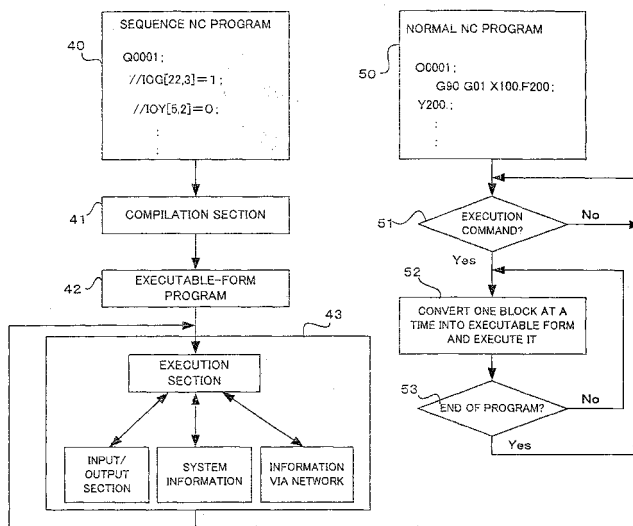 SEQUENCE NC PROGRAM
40
Q0001;
//IOG[22,3]=1;
//IOY[5,2]=0;
41
COMPILATION SECTION
42
EXECUTABLE-FORM
PROGRAM
43
EXECUTION
SECTION
INPUT/
OUTPUT
SECTION
SYSTEM
INFORMATION
INFORMATION
VIA NETWORK
NORMAL NC PROGRAM
50
O0001;
G90 G01 X100.F200;
Y200.;
51
EXECUTION
COMMAND?
No
Yes
52
CONVERT ONE BLOCK AT A
TIME INTO EXECUTABLE FORM
AND EXECUTE IT
53
END OF PROGRAM?
No
Yes